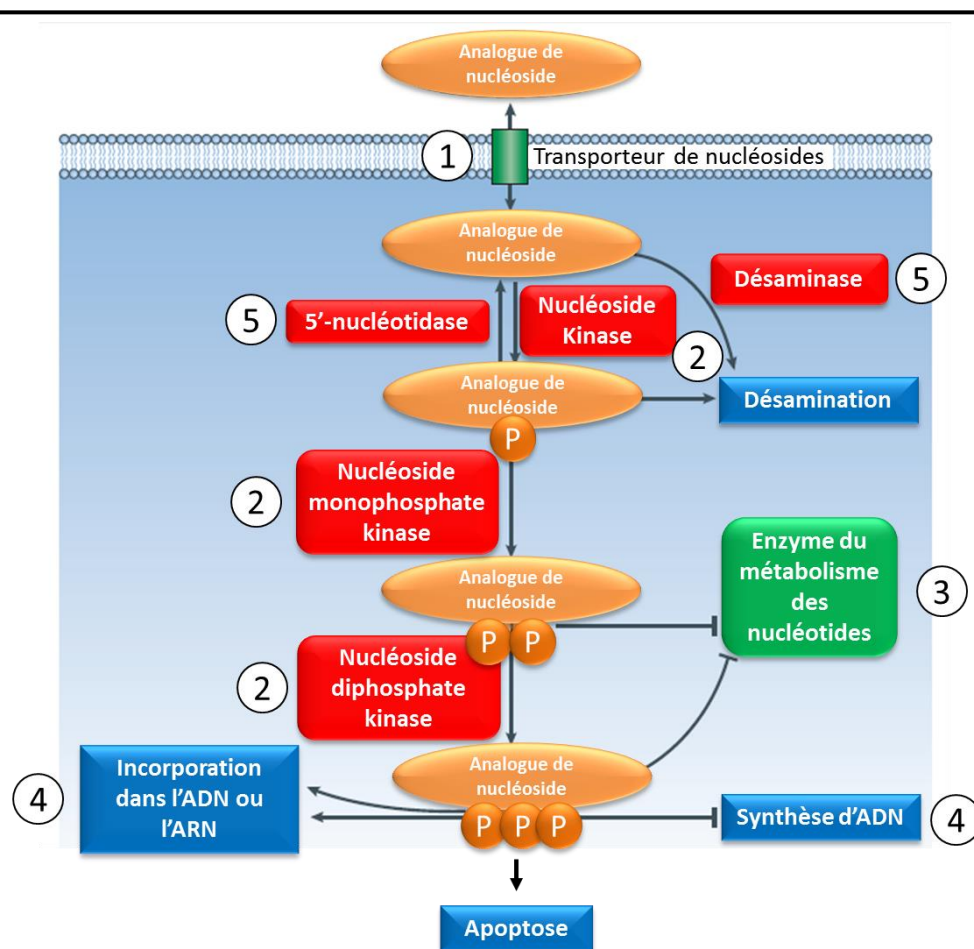 Analogue de
nucléoside
1
Transporteur de nucléosides
Analogue de
nucléoside
Désaminase
5
5
5’-nucléotidase
Nucléoside
Kinase
2
Analogue de
nucléoside
P
Désamination
2
Nucléoside
monophosphate
kinase
Enzyme du
métabolisme
des
nucléotides
3
Analogue de
nucléoside
P P
2
Nucléoside
diphosphate
kinase
Analogue de
nucléoside
P P P
4
Incorporation
dans l’ADN ou
l’ARN
Synthèse d’ADN
4
Apoptose